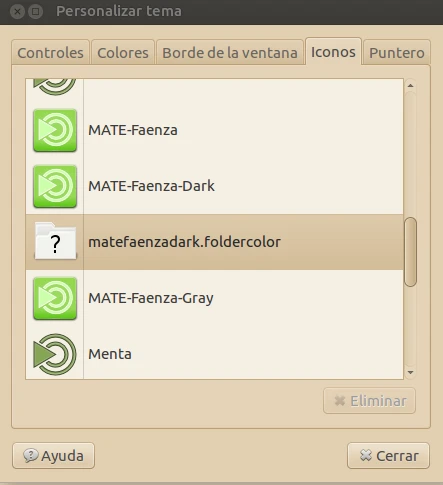 Personalizar tema
Controles Colores Borde de la ventana Iconos Puntero
MATE-Faenza
MATE-Faenza-Dark
?
matefaenzadark.foldercolor
MATE-Faenza-Gray
Menta
Eliminar
Ayuda Cerrar